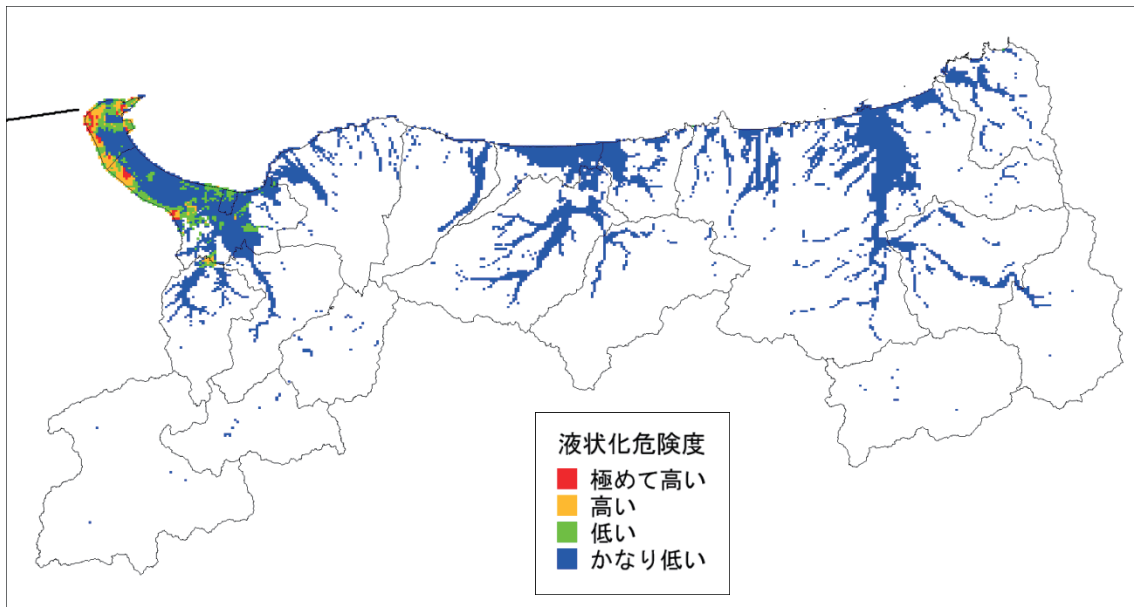 液状化危険度
極めて高い
高い
低い
かなり低い